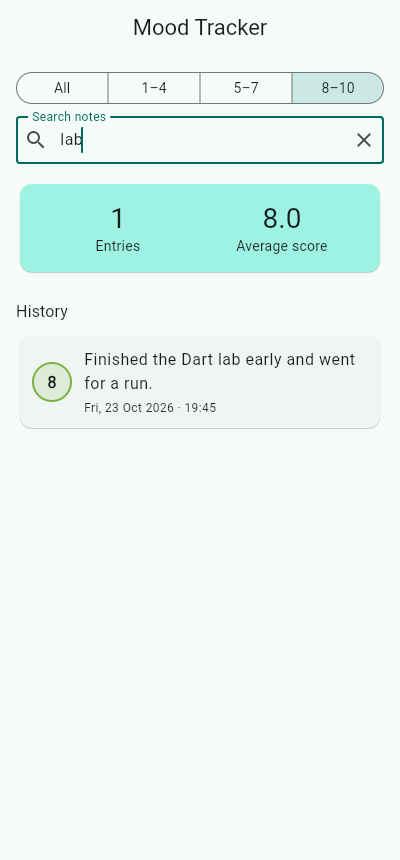 Mood Tracker
All
1–4
5–7
8–10
Search notes
lab
1
8.0
Entries
Average score
History
8
Finished the Dart lab early and went
for a run.
Fri, 23 Oct 2026 · 19:45